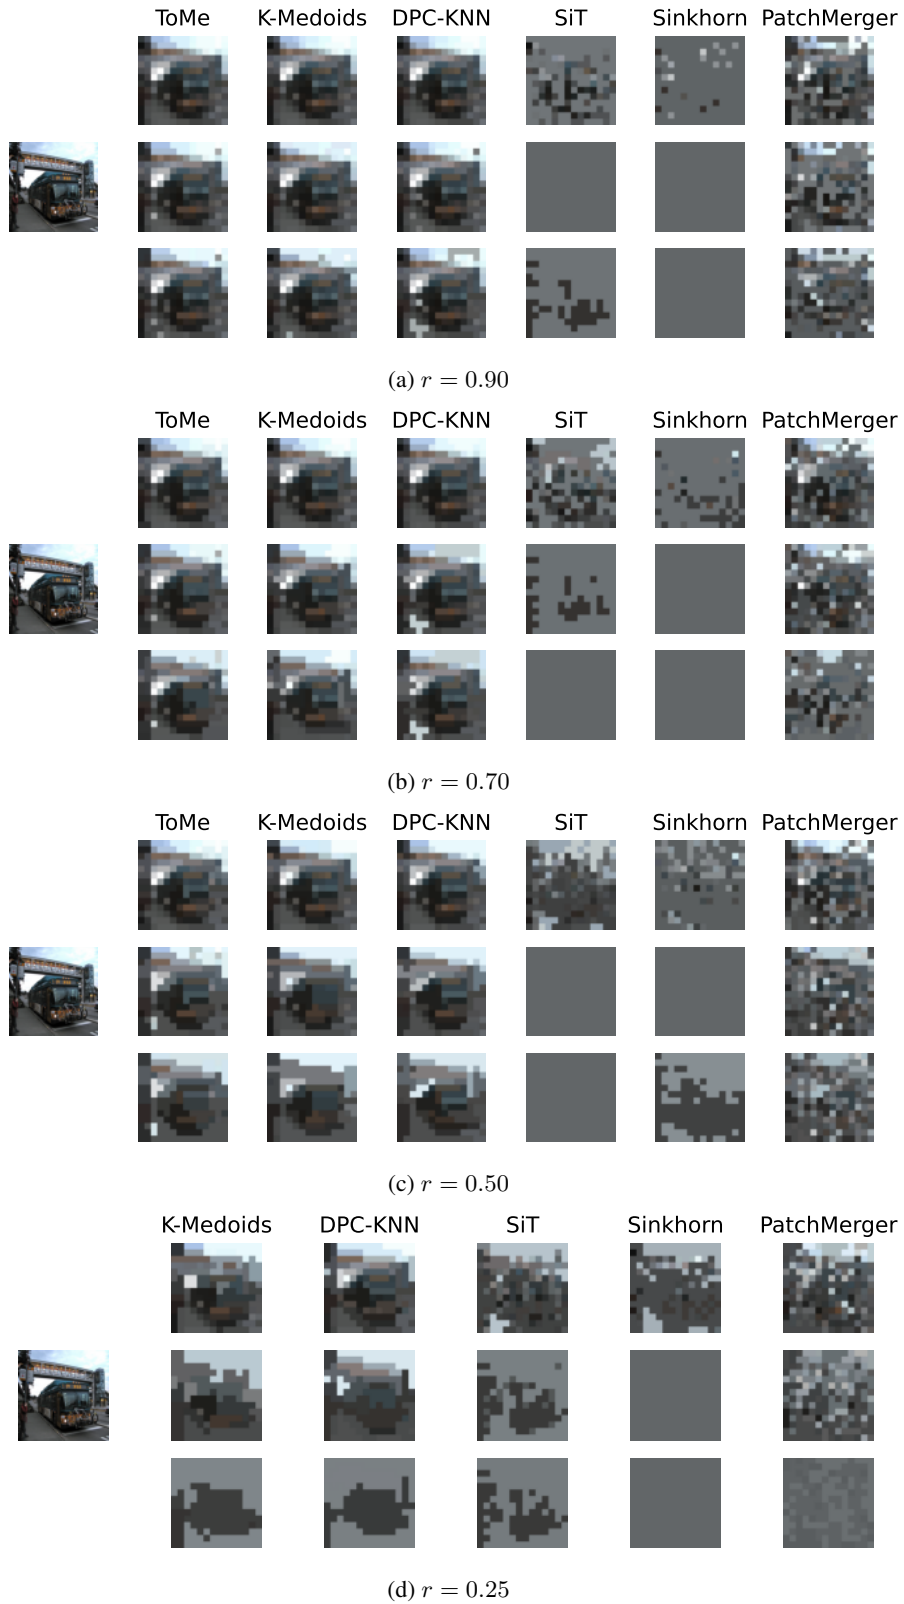 ToMe K-Medoids DPC-KNN SiT Sinkhorn PatchMerger
(a) r = 0.90
ToMe K-Medoids DPC-KNN SiT Sinkhorn PatchMerger
(b) r = 0.70
ToMe K-Medoids DPC-KNN SiT Sinkhorn PatchMerger
(c) r = 0.50
K-Medoids DPC-KNN SiT Sinkhorn PatchMerger
(d) r = 0.25